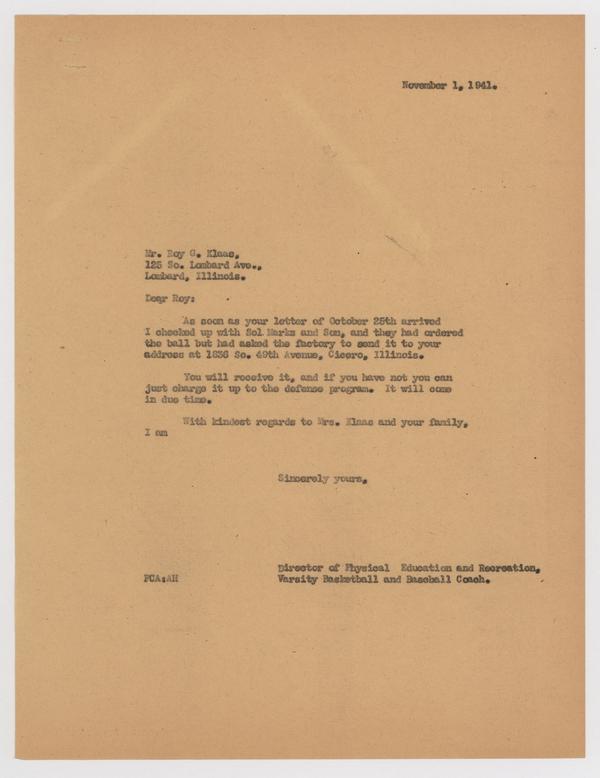 November 1, 1941.
Mr. Roy G. Klaas,
125 So. Lombard Ave.,
Lombard, Illinois.
Dear Roy:
As soon as your letter of October 25th arrived
I checked up with Sol Marks and Son, and they had ordered
the ball but had asked the factory to send it to your
address at 1836 So. 49th Avenue, Cicero, Illinois.
You will receive it, and if you have not you can
just charge it up to the defense program. It will come
in due time.
With kindest regards to Mrs. Klaas and your family,
I am
Sincerely yours,
Director of Physical Education and Recreation,
FCA:AH Varsity Basketball and Baseball Coach.